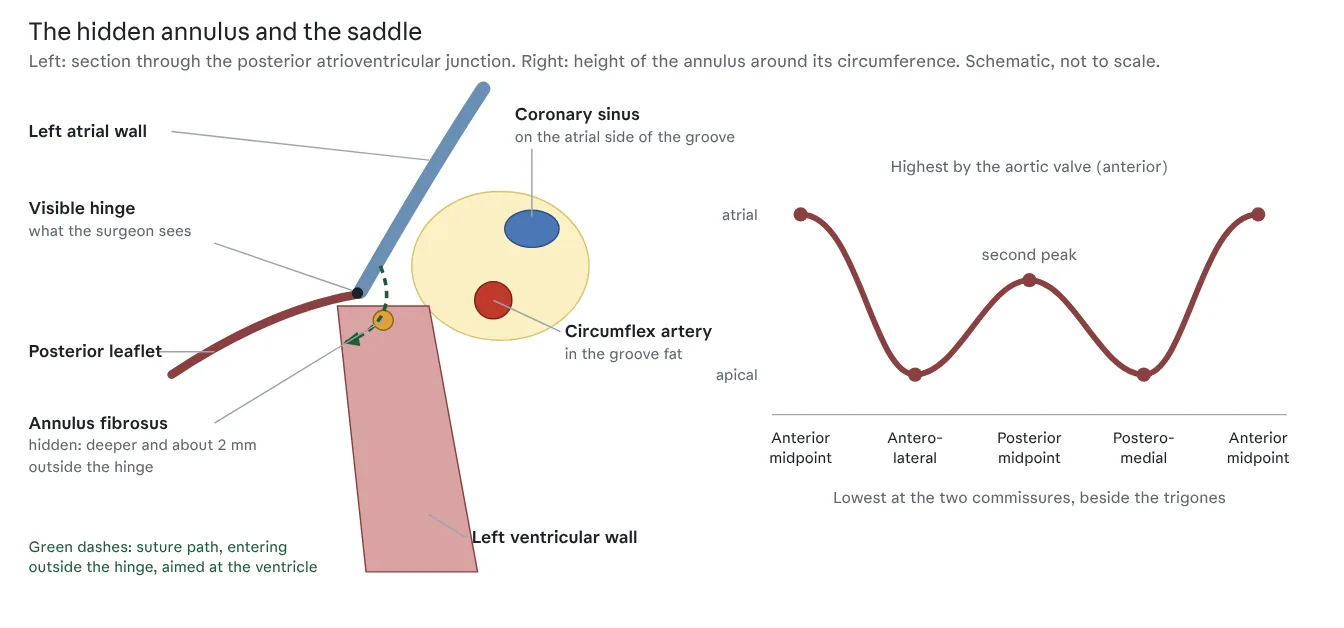 The hidden annulus and the saddle
Left: section through the posterior atrioventricular junction. Right: height of the annulus around its circumference. Schematic, not to scale.
Left atrial wall
Visible hinge
what the surgeon sees
Posterior leaflet
Annulus fibrosus
hidden: deeper and about 2 mm
outside the hinge
Green dashes: suture path, entering
outside the hinge, aimed at the ventricle
Coronary sinus
on the atrial side of the groove
Circumflex artery
in the groove fat
Left ventricular wall
Highest by the aortic valve (anterior)
atrial
second peak
apical
Anterior
midpoint
Antero-
lateral
Posterior
midpoint
Postero-
medial
Anterior
midpoint
Lowest at the two commissures, beside the trigones